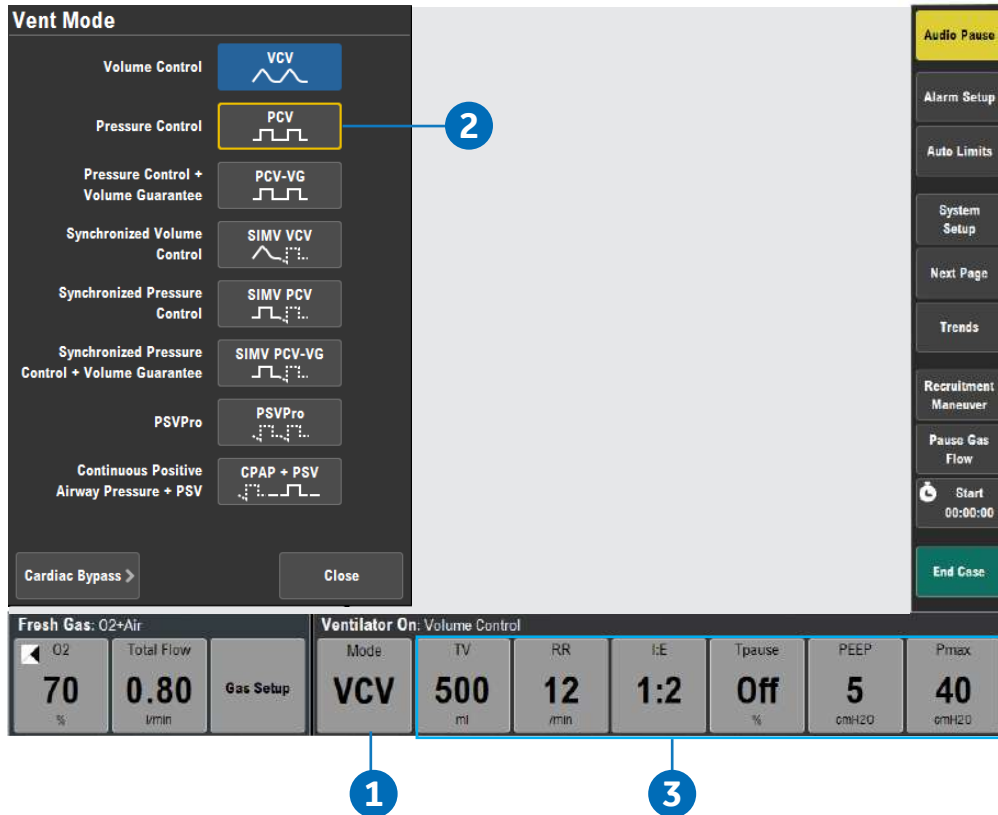 Vent Mode
Volume Control
VCV
Pressure Control
PCV
2
Pressure Control +
Volume Guarantee
PCV-VG
Synchronized Volume
Control
SIMV VCV
Synchronized Pressure
Control
SIMV PCV
Synchronized Pressure
Control + Volume Guarantee
SIMV PCV-VG
PSVPro
PSVPro
Continuous Positive
Airway Pressure + PSV
CPAP + PSV
Cardiac Bypass >
Close
Audio Pause
Alarm Setup
Auto Limits
System
Setup
Next Page
Trends
Recruitment
Maneuver
Pause Gas
Flow
Start
00:00:00
End Case
Fresh Gas: O2+Air
O2
70
%
Total Flow
0.80
l/min
Gas Setup
Ventilator On: Volume Control
Mode
VCV
TV
500
ml
RR
12
/min
I:E
1:2
Tpause
Off
%
PEEP
5
cmH2O
Pmax
40
cmH2O
1
3